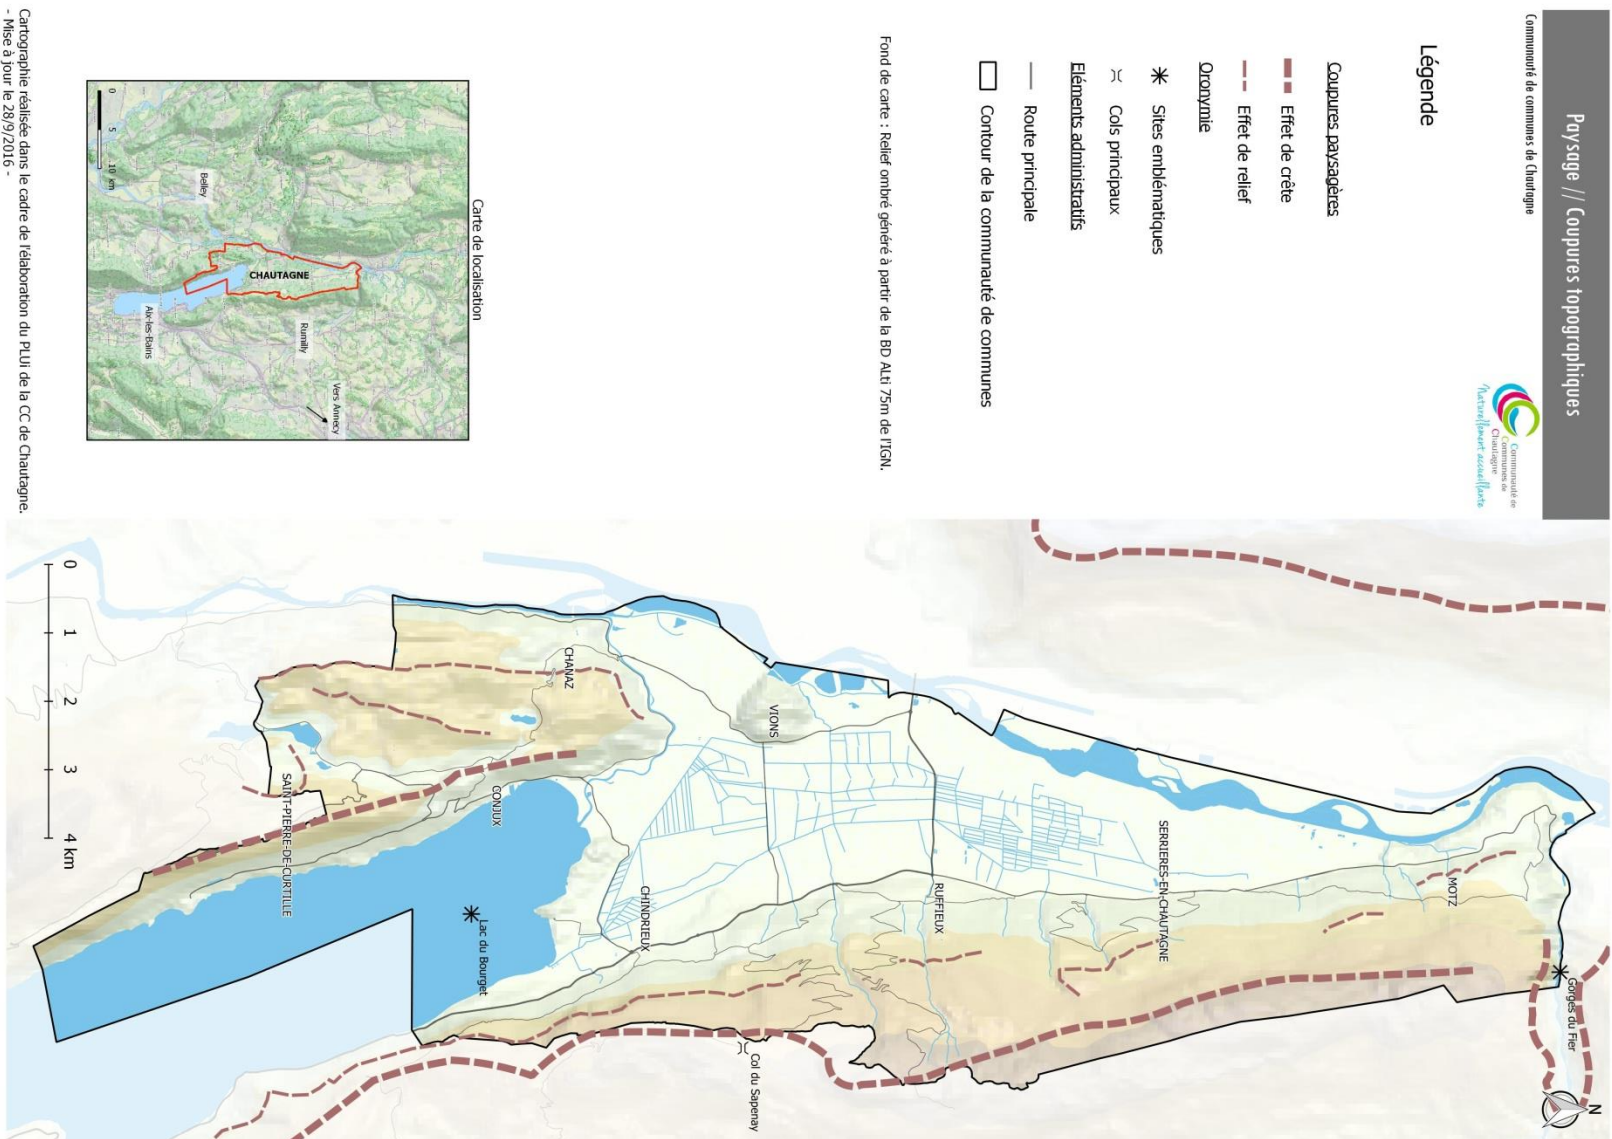 Paysage // Coupures topographiques
Communauté de communes de Chautagne
Communauté de
Communes de
Chautagne
Naturellement accueillante
Légende
Coupures paysagères
Effet de crête
Effet de relief
Oronymie
Sites emblématiques
Cols principaux
Eléments administratifs
Route principale
Contour de la communauté de communes
Fond de carte : Relief ombré généré à partir de la BD ALti 75m de l'IGN.
Carte de localisation
Vers Annecy
Rumilly
CHAUTAGNE
Belley
Aix-les-Bains
0 5 10 km
Cartographie réalisée dans le cadre de l'élaboration du PLUi de la CC de Chautagne.
- Mise à jour le 28/9/2016 -
N
Gorges du Fier
MOTZ
SERRIERES-EN-CHAUTAGNE
RUFFIEUX
VIONS
Col du Sapenay
CHINDRIEUX
CHANAZ
CONJUX
Lac du Bourget
SAINT-PIERRE-DE-CURTILLE
0 1 2 3 4 km